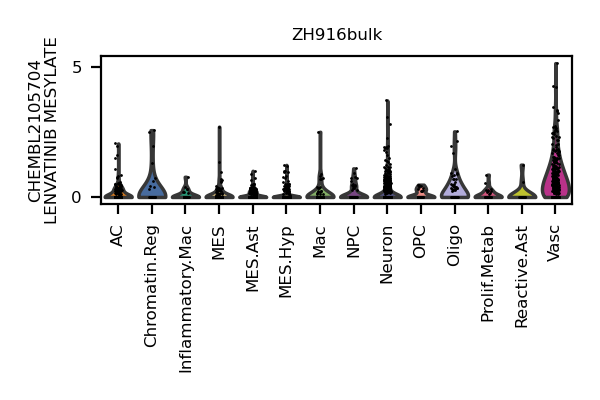 ZH916bulk
CHEMBL2105704
LENVATINIB MESYLATE
5
0
AC
Chromatin.Reg
Inflammatory.Mac
MES
MES.Ast
MES.Hyp
Mac
NPC
Neuron
OPC
Oligo
Prolif.Metab
Reactive.Ast
Vasc